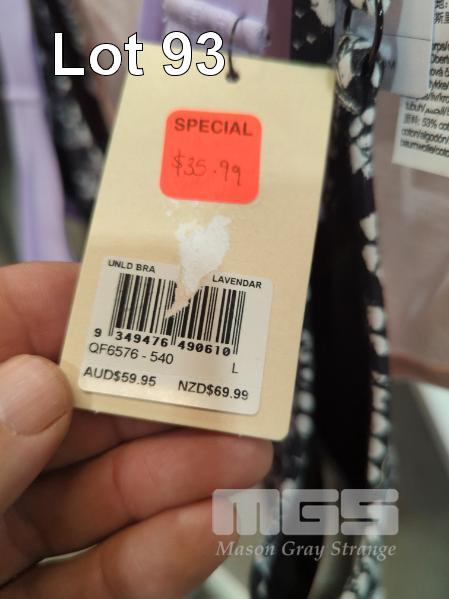 Lot 93
SPECIAL
$35.99
UNLD BRA LAVENDAR
9 349476 490610
QF6576 - 540 L
AUD$59.95 NZD$69.99
MGS
Mason Gray Strange